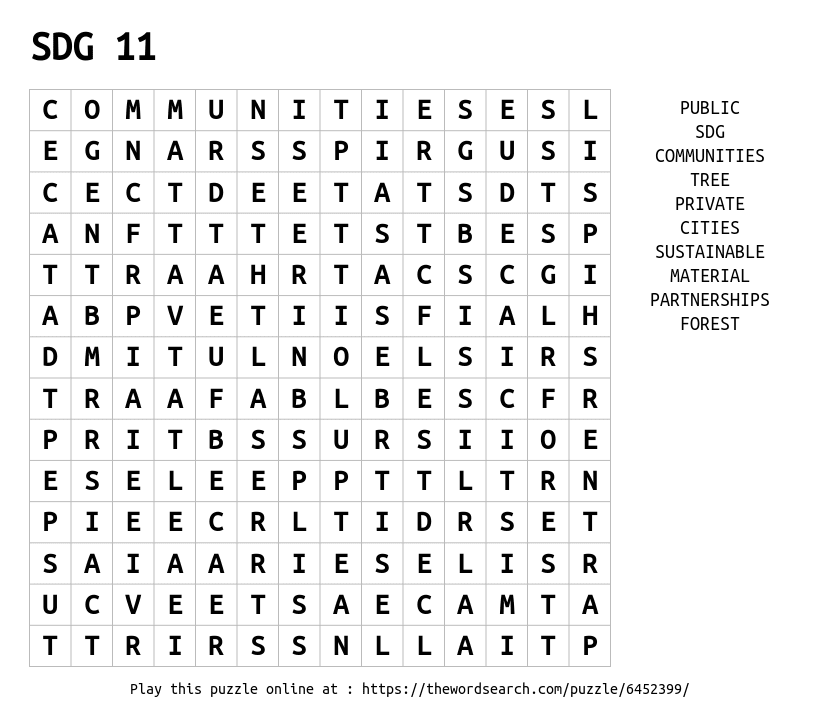 SDG 11
C O M M U N I T I E S E S L
E G N A R S S P I R G U S I
C E C T D E E T A T S D T S
A N F T T T E T S T B E S P
T T R A A H R T A C S C G I
A B P V E T I I S F I A L H
D M I T U L N O E L S I R S
T R A A F A B L B E S C F R
P R I T B S S U R S I I O E
E S E L E E P P T T L T R N
P I E E C R L T I D R S E T
S A I A A R I E S E L I S R
U C V E E T S A E C A M T A
T T R I R S S N L L A I T P
PUBLIC
SDG
COMMUNITIES
TREE
PRIVATE
CITIES
SUSTAINABLE
MATERIAL
PARTNERSHIPS
FOREST
Play this puzzle online at : https://thewordsearch.com/puzzle/6452399/